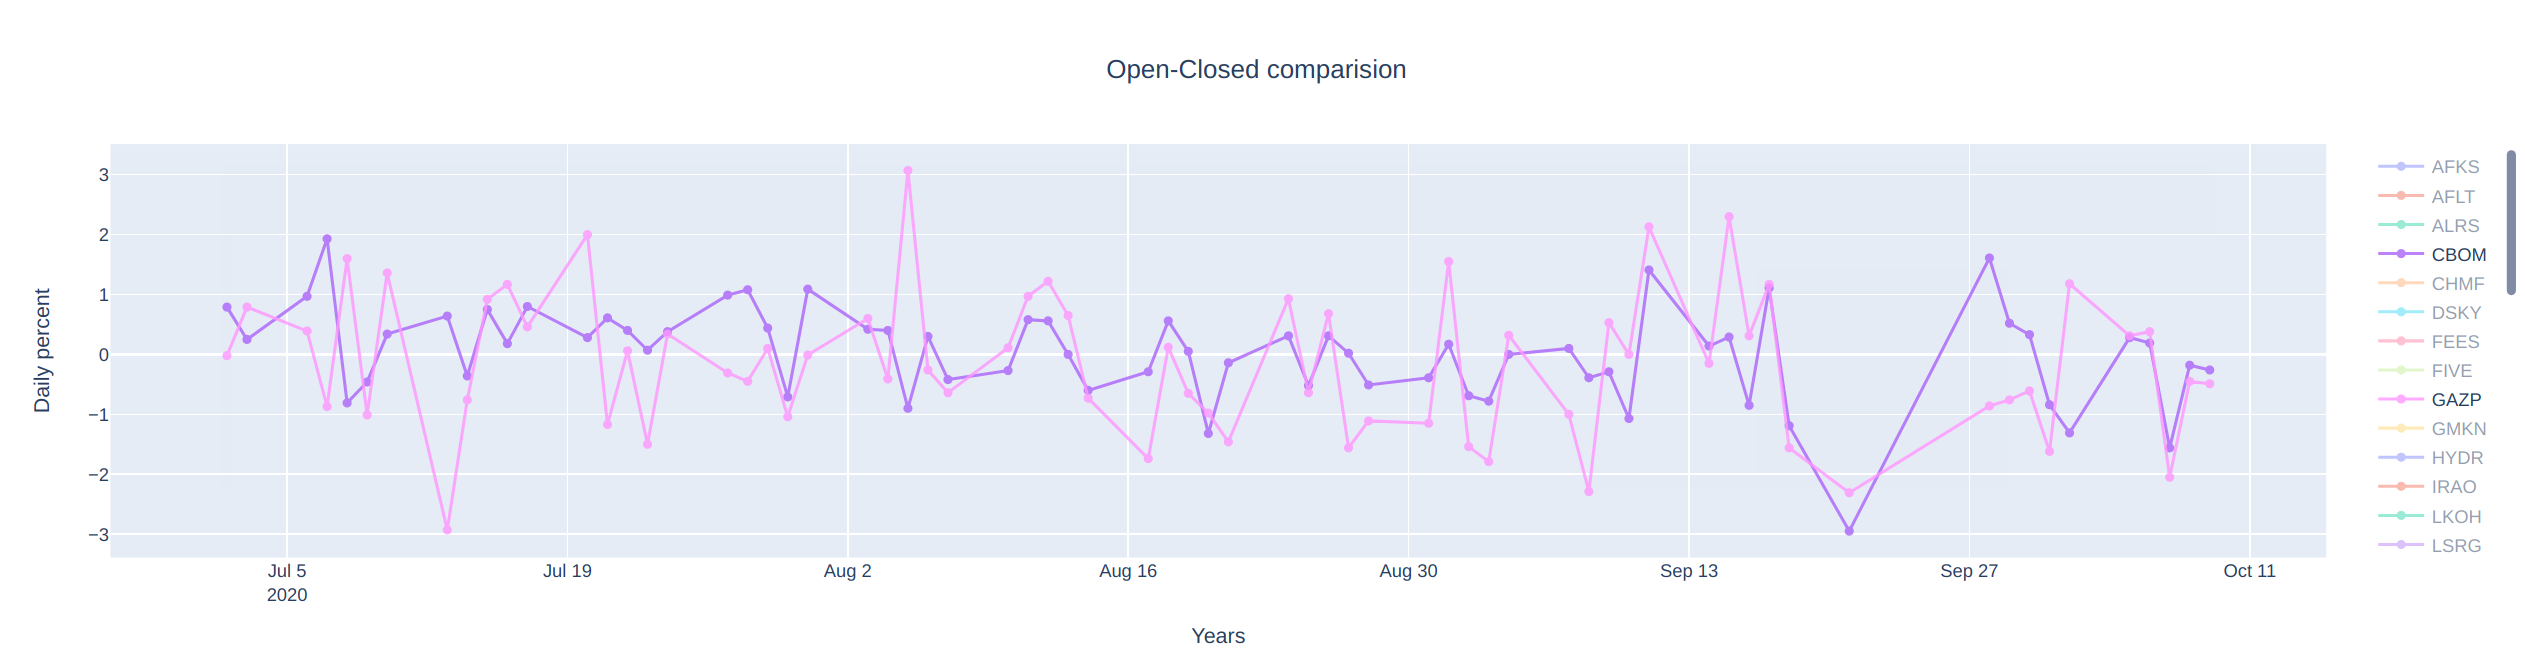 Open-Closed comparision
3
2
1
0
−1
−2
−3
Daily percent
Jul 5
2020
Jul 19
Aug 2
Aug 16
Aug 30
Sep 13
Sep 27
Oct 11
Years
AFKS
AFLT
ALRS
CBOM
CHMF
DSKY
FEES
FIVE
GAZP
GMKN
HYDR
IRAO
LKOH
LSRG